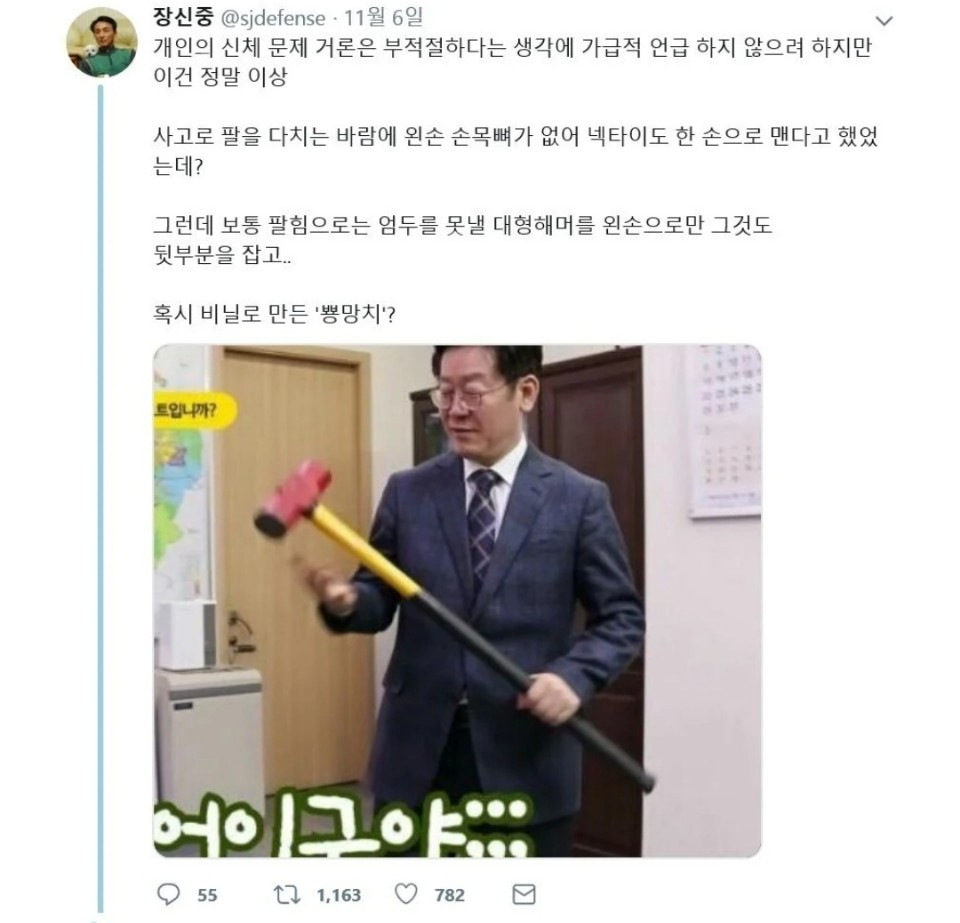 장신중 @sjdefense · 11월 6일
개인의 신체 문제 거론은 부적절하다는 생각에 가급적 언급 하지 않으려 하지만
이건 정말 이상
사고로 팔을 다치는 바람에 왼손 손목뼈가 없어 넥타이도 한 손으로 맨다고 했었
는데?
그런데 보통 팔힘으로는 엄두를 못낼 대형해머를 왼손으로만 그것도
뒷부분을 잡고..
혹시 비닐로 만든 '뿅망치'?
트입니까?
어이구야...
55 1,163 782